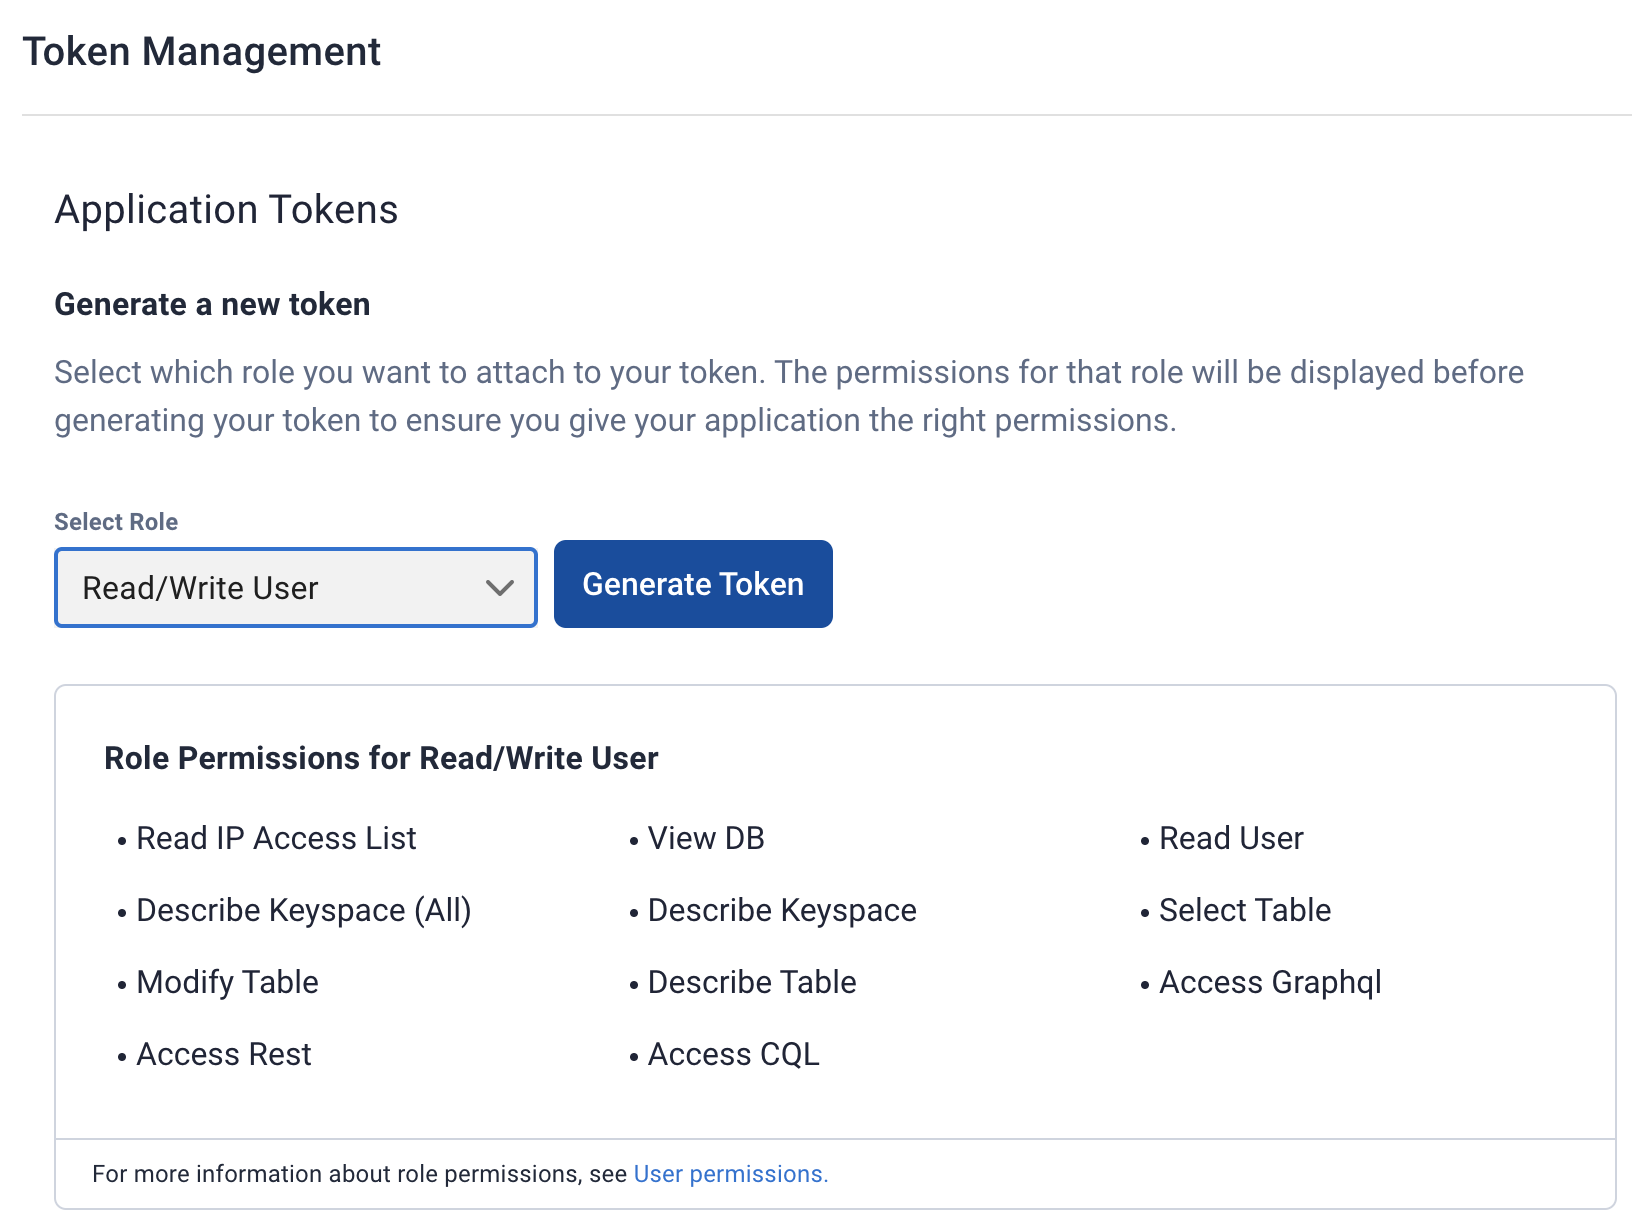 Token Management
Application Tokens
Generate a new token
Select which role you want to attach to your token. The permissions for that role will be displayed before
generating your token to ensure you give your application the right permissions.
Select Role
Read/Write User
Generate Token
Role Permissions for Read/Write User
• Read IP Access List
• View DB
• Read User
• Describe Keyspace (All)
• Describe Keyspace
• Select Table
• Modify Table
• Describe Table
• Access Graphql
• Access Rest
• Access CQL
For more information about role permissions, see User permissions.